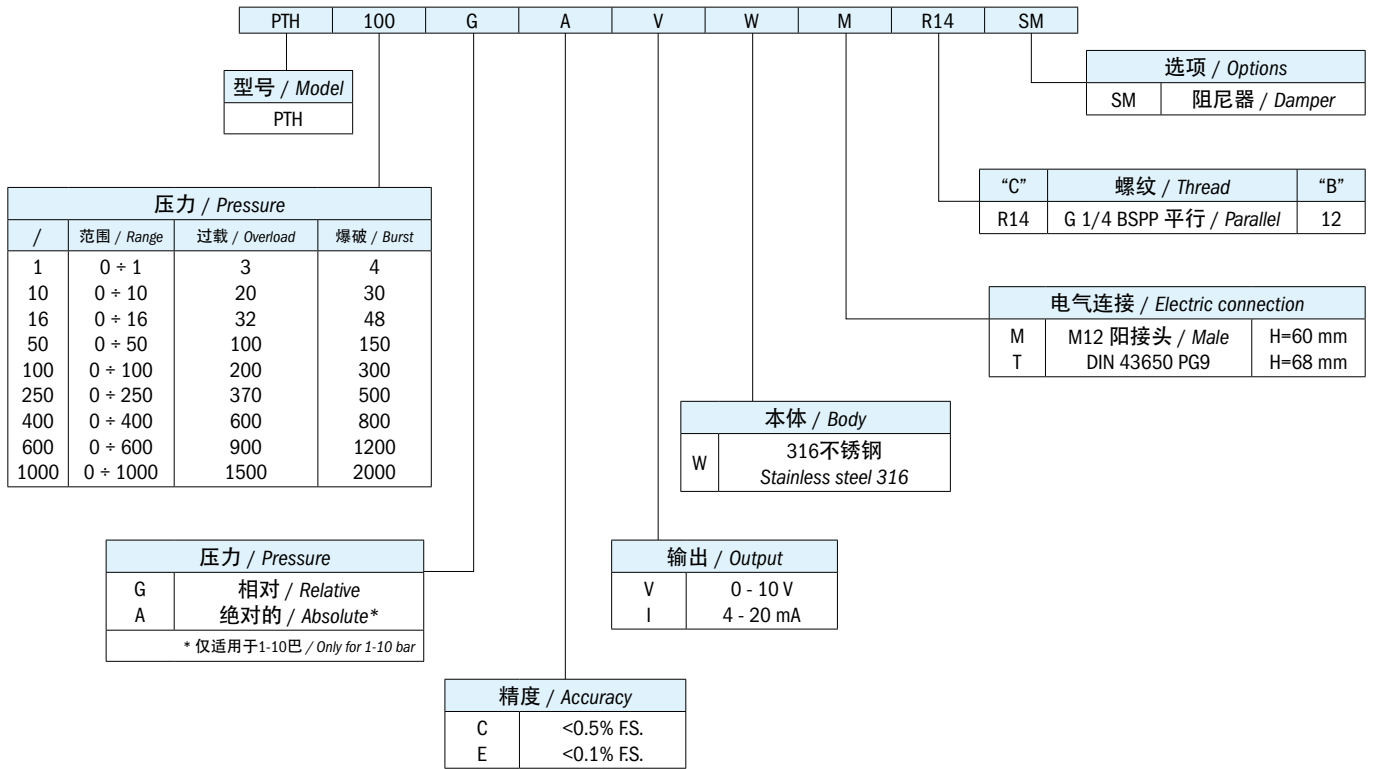 PTH 100 G A V W M R14 SM
型号 / Model
PTH
选项 / Options
SM 阻尼器 / Damper
压力 / Pressure
/ 范围 / Range 过载 / Overload 爆破 / Burst
1 0 ÷ 1 3 4
10 0 ÷ 10 20 30
16 0 ÷ 16 32 48
50 0 ÷ 50 100 150
100 0 ÷ 100 200 300
250 0 ÷ 250 370 500
400 0 ÷ 400 600 800
600 0 ÷ 600 900 1200
1000 0 ÷ 1000 1500 2000
“C” 螺纹 / Thread “B”
R14 G 1/4 BSPP 平行 / Parallel 12
电气连接 / Electric connection
M M12 阳接头 / Male H=60 mm
T DIN 43650 PG9 H=68 mm
本体 / Body
W 316不锈钢
Stainless steel 316
压力 / Pressure
G 相对 / Relative
A 绝对的 / Absolute*
* 仅适用于1-10巴 / Only for 1-10 bar
输出 / Output
V 0 - 10 V
I 4 - 20 mA
精度 / Accuracy
C <0.5% F.S.
E <0.1% F.S.